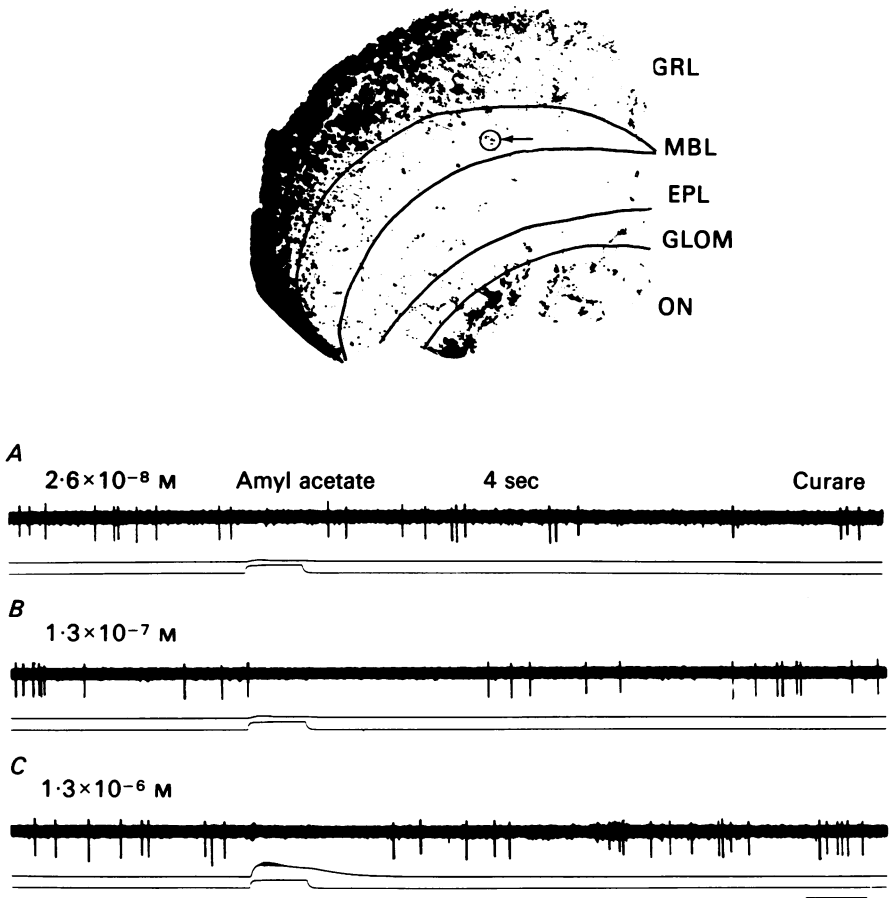 GRL
MBL
EPL
GLOM
ON
A
2·6×10⁻⁸ M Amyl acetate 4 sec Curare
B
1·3×10⁻⁷ M
C
1·3×10⁻⁶ M